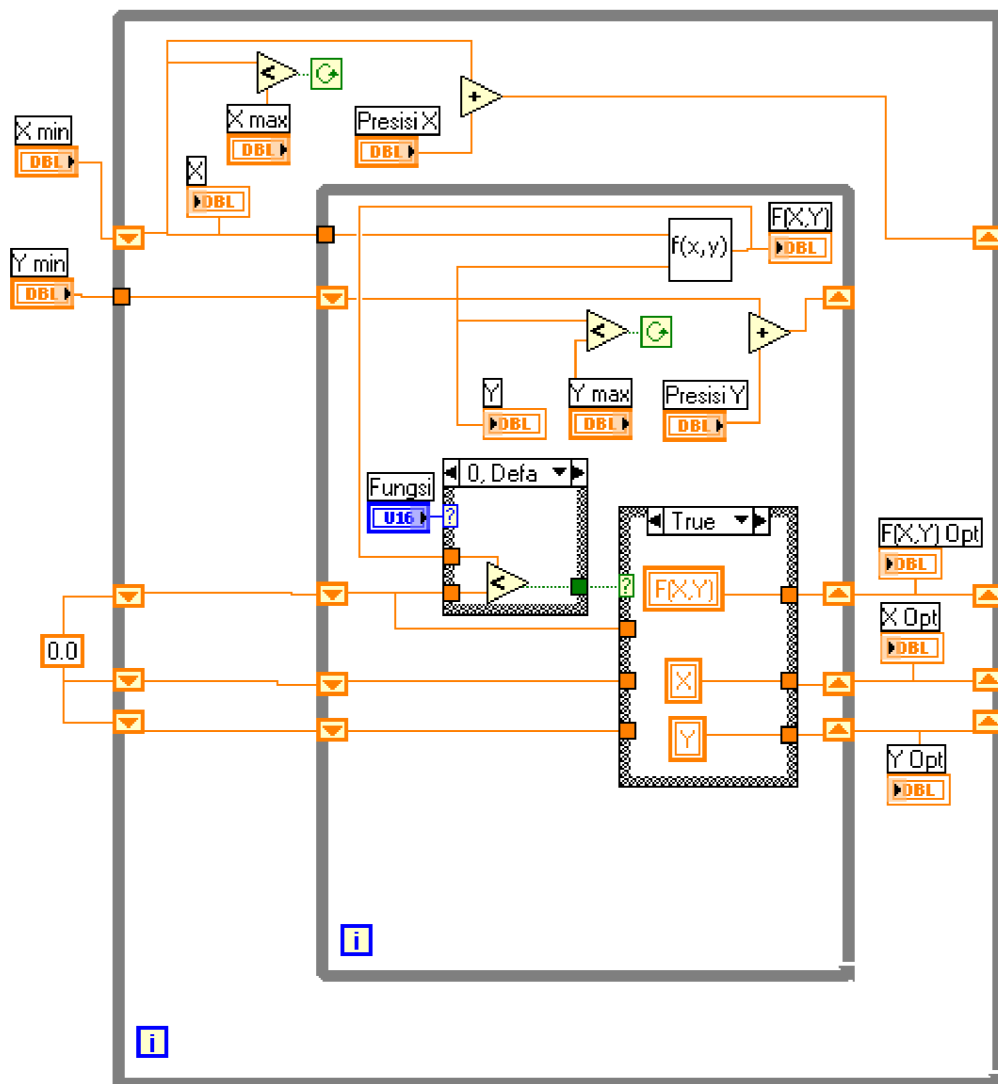 <
+
X max
DBL
Presisi X
DBL
X min
DBL
X
DBL
F(X,Y)
DBL
f(x,y)
Y min
DBL
<
+
Y
DBL
Y max
DBL
Presisi Y
DBL
0, Defa
Fungsi
U16
?
<
True
?
F(X,Y)
X
Y
F(X,Y) Opt
DBL
X Opt
DBL
0.0
Y Opt
DBL
i
i